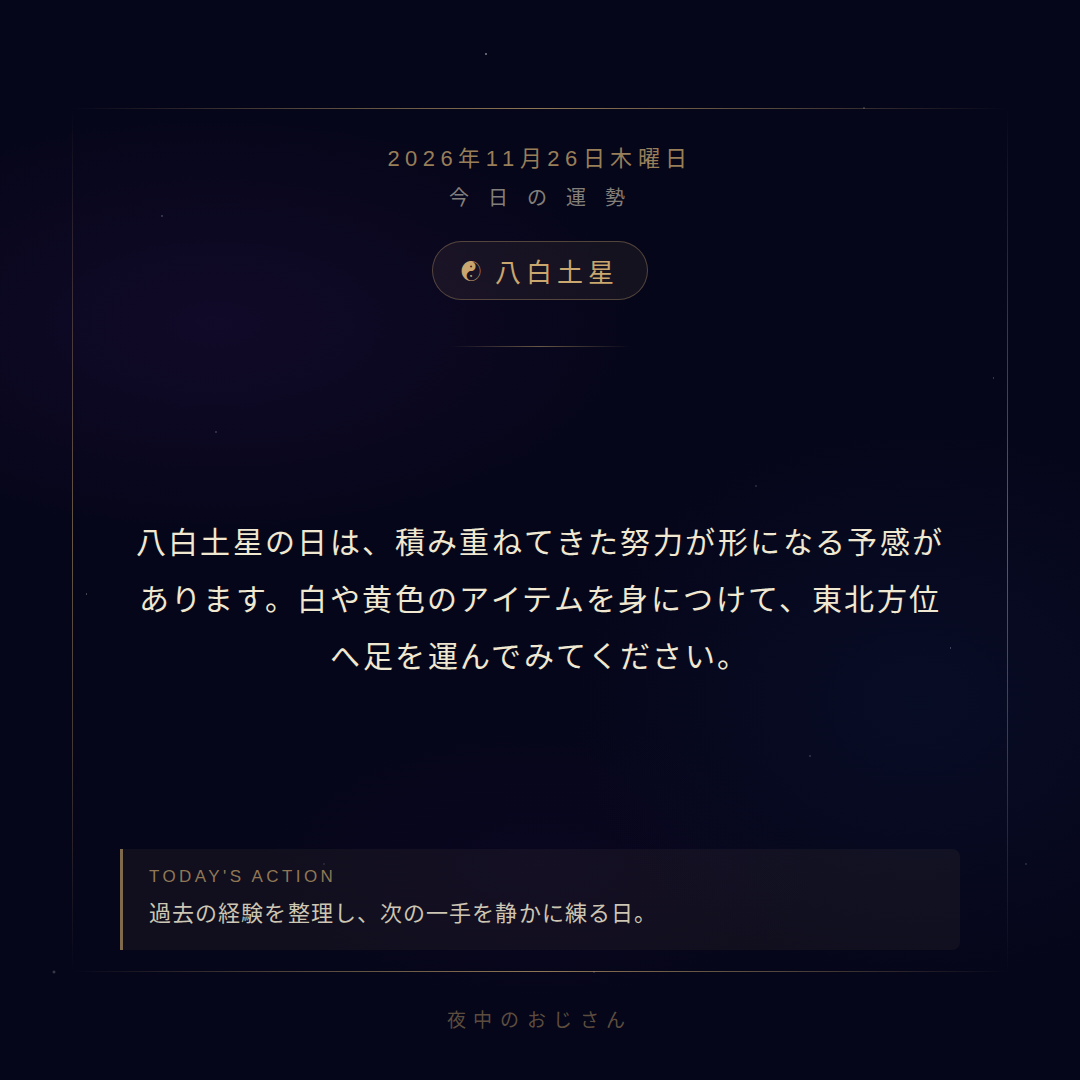 2026年11月26日木曜日
今日の運勢
☯ 八白土星
八白土星の日は、積み重ねてきた努力が形になる予感が
あります。白や黄色のアイテムを身につけて、東北方位
へ足を運んでみてください。
TODAY'S ACTION
過去の経験を整理し、次の一手を静かに練る日。
夜中のおじさん